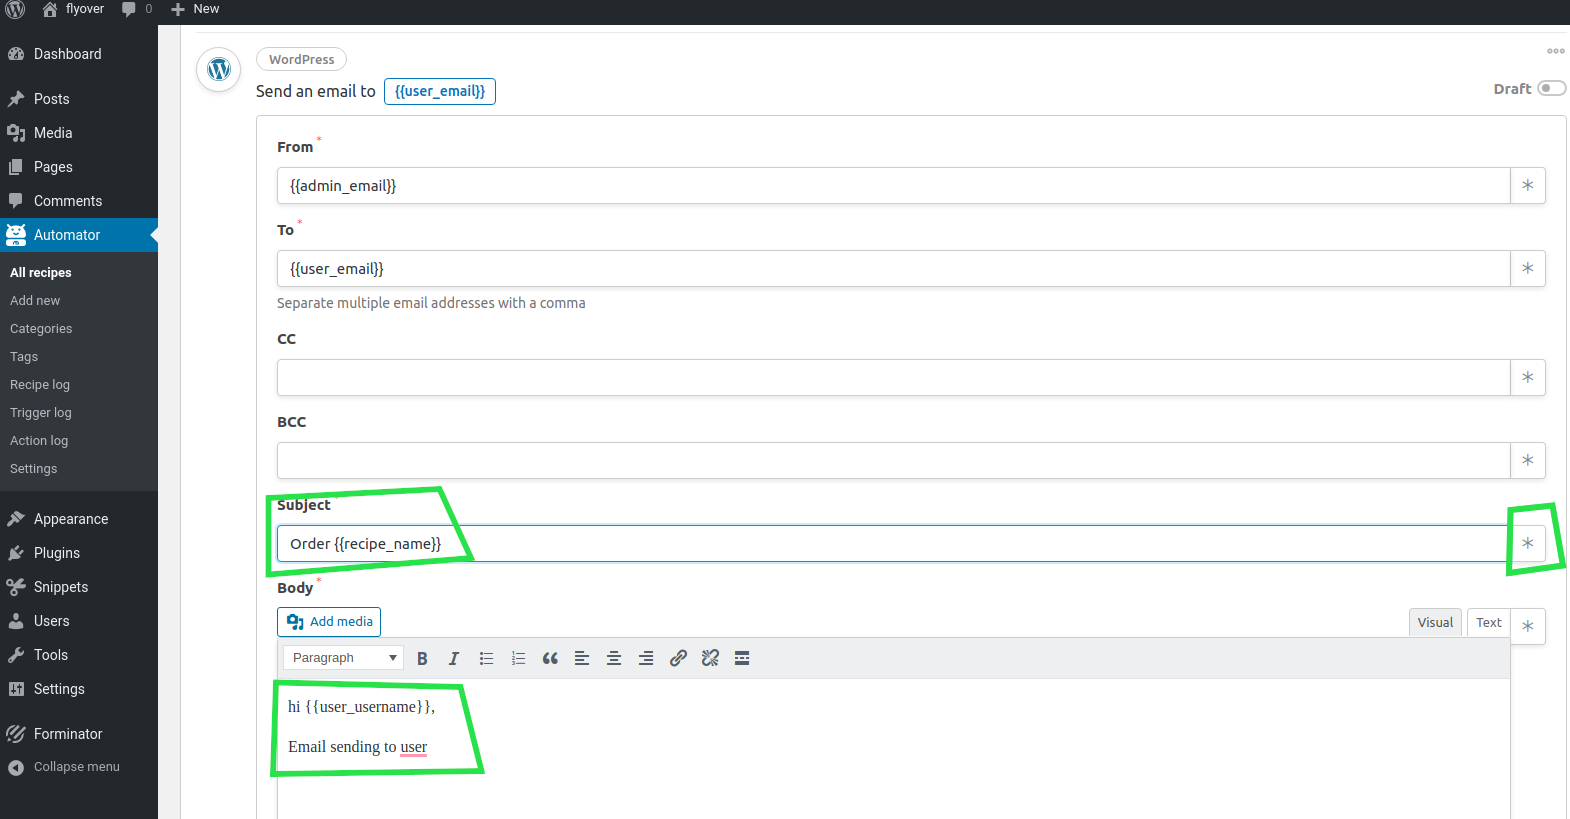 flyover 0 New
Dashboard
Posts
Media
Pages
Comments
Automator
All recipes
Add new
Categories
Tags
Recipe log
Trigger log
Action log
Settings
Appearance
Plugins
Snippets
Users
Tools
Settings
Forminator
Collapse menu
WordPress
Send an email to {{user_email}}
Draft
From *
{{admin_email}}
To *
{{user_email}}
Separate multiple email addresses with a comma
CC
BCC
Subject
Order {{recipe_name}}
Body *
Add media
Visual Text
Paragraph B I
hi {{user_username}},
Email sending to user